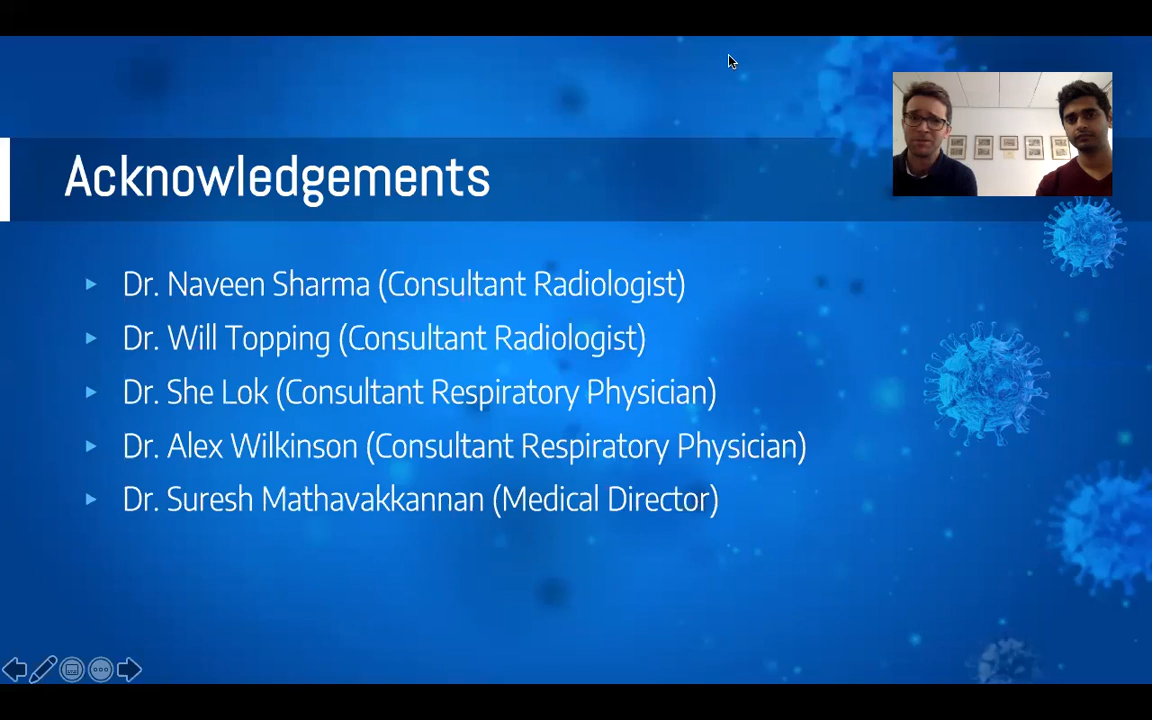 Acknowledgements
Dr. Naveen Sharma (Consultant Radiologist)
Dr. Will Topping (Consultant Radiologist)
Dr. She Lok (Consultant Respiratory Physician)
Dr. Alex Wilkinson (Consultant Respiratory Physician)
Dr. Suresh Mathavakkannan (Medical Director)